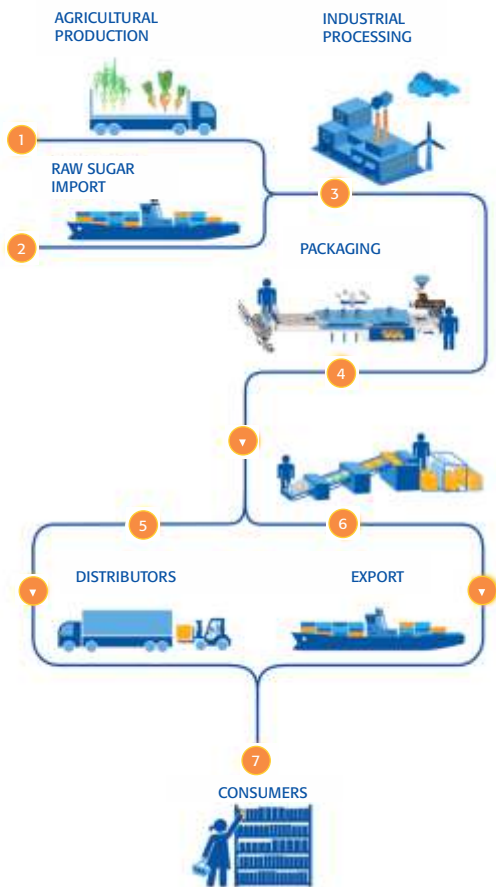 AGRICULTURAL
PRODUCTION
INDUSTRIAL
PROCESSING
1
RAW SUGAR
IMPORT
3
2
PACKAGING
4
5
6
DISTRIBUTORS
EXPORT
7
CONSUMERS